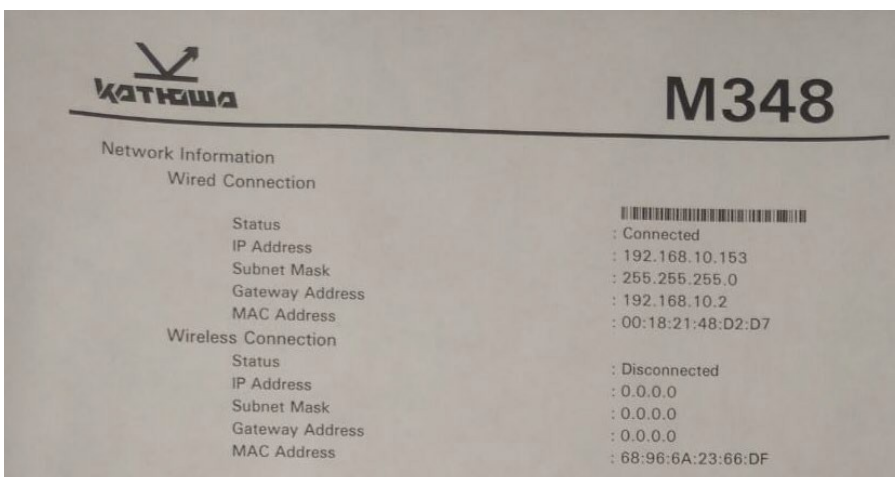 катюша
M348
Network Information
Wired Connection
Status : Connected
IP Address : 192.168.10.153
Subnet Mask : 255.255.255.0
Gateway Address : 192.168.10.2
MAC Address : 00:18:21:48:D2:D7
Wireless Connection
Status : Disconnected
IP Address : 0.0.0.0
Subnet Mask : 0.0.0.0
Gateway Address : 0.0.0.0
MAC Address : 68:96:6A:23:66:DF